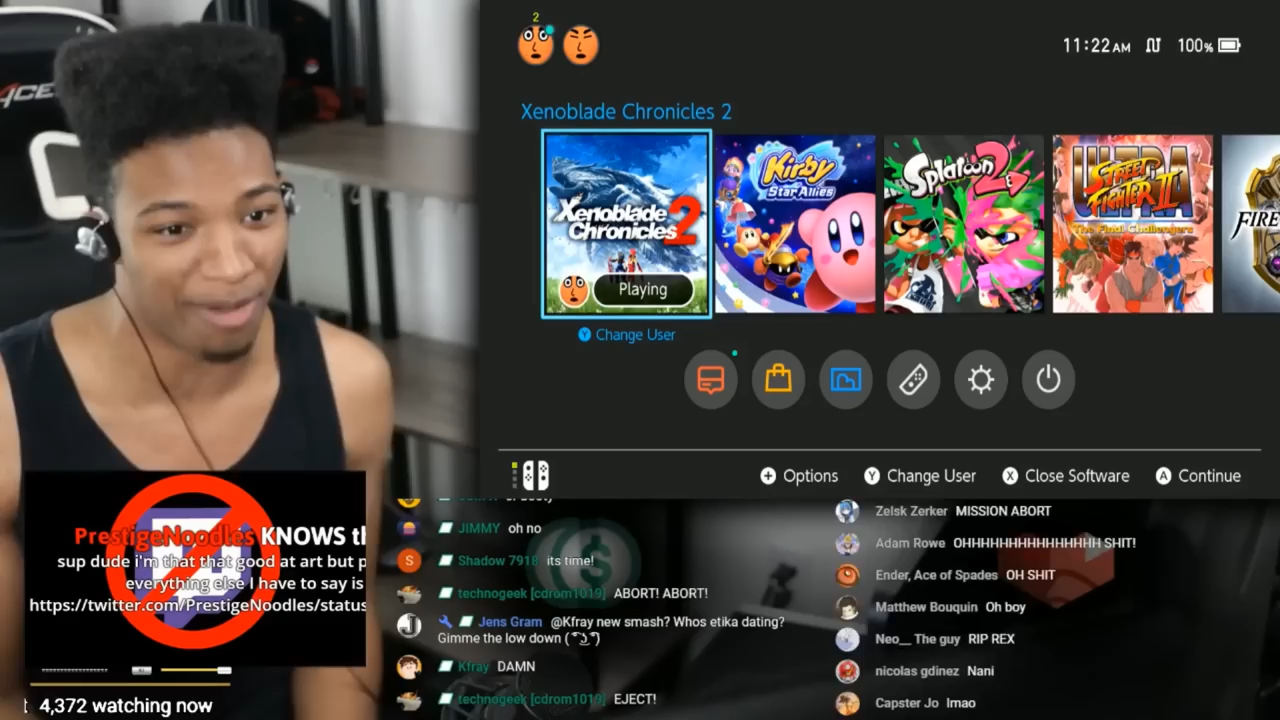 2
11:22 AM
100%
Xenoblade Chronicles 2
ACE
Xenoblade
Chronicles 2
Playing
Kirby
Star Allies
Splatoon 2
ULTRA
STREET
FIGHTER II
The Final Challengers
FIRE
Y Change User
+ Options
Y Change User
X Close Software
A Continue
PrestigeNoodles KNOWS th
sup dude i'm that that good at art but p
everything else I have to say is
https://twitter.com/PrestigeNoodles/status
4,372 watching now
JIMMY oh no
Shadow 7918 its time!
technogeek [cdrom1019] ABORT! ABORT!
Jens Gram @Kfray new smash? Whos etika dating?
Gimme the low down ( ͡° ͜ʖ ͡°)
Kfray DAMN
technogeek [cdrom1019] EJECT!
Zelsk Zerker MISSION ABORT
Adam Rowe OHHHHHHHHHHHHHHH SHIT!
Ender, Ace of Spades OH SHIT
Matthew Bouquin Oh boy
Neo__ The guy RIP REX
nicolas gdinez Nani
Capster Jo lmao